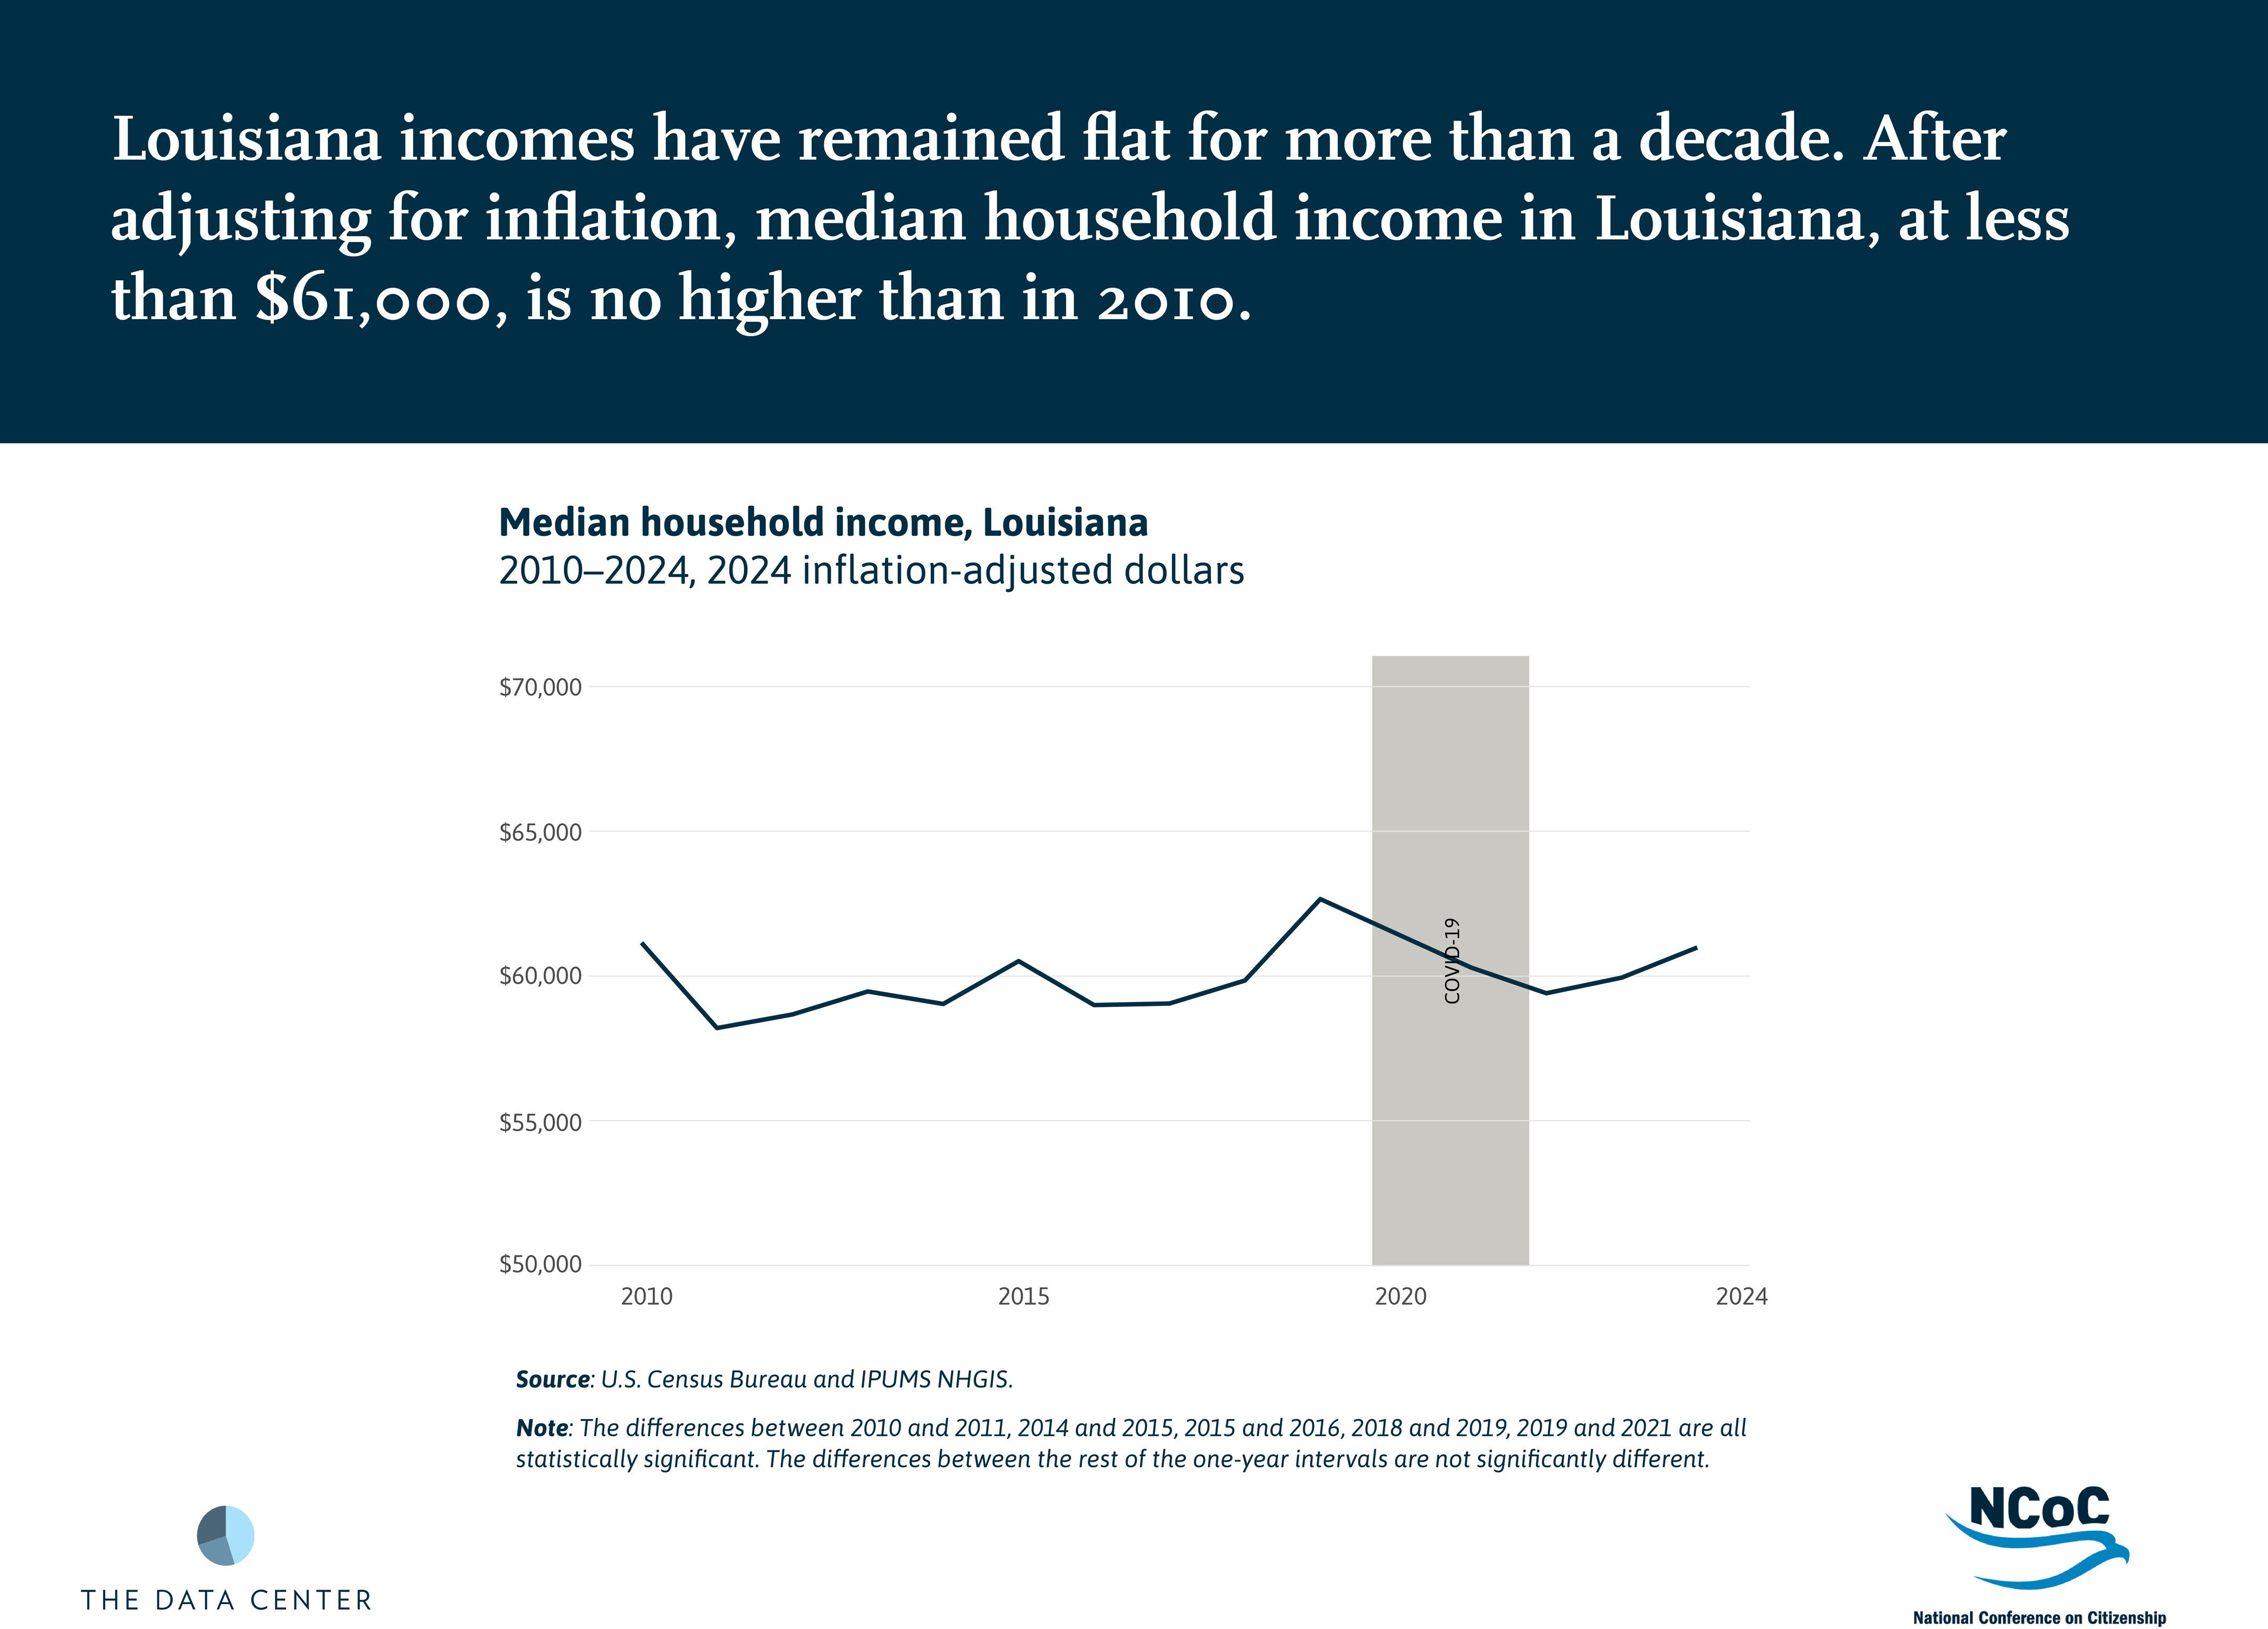 Louisiana incomes have remained flat for more than a decade. After
adjusting for inflation, median household income in Louisiana, at less
than $61,000, is no higher than in 2010.
Median household income, Louisiana
2010–2024, 2024 inflation-adjusted dollars
$70,000
$65,000
$60,000
$55,000
$50,000
COVID-19
2010 2015 2020 2024
Source: U.S. Census Bureau and IPUMS NHGIS.
Note: The differences between 2010 and 2011, 2014 and 2015, 2015 and 2016, 2018 and 2019, 2019 and 2021 are all
statistically significant. The differences between the rest of the one-year intervals are not significantly different.
THE DATA CENTER
NCoC
National Conference on Citizenship